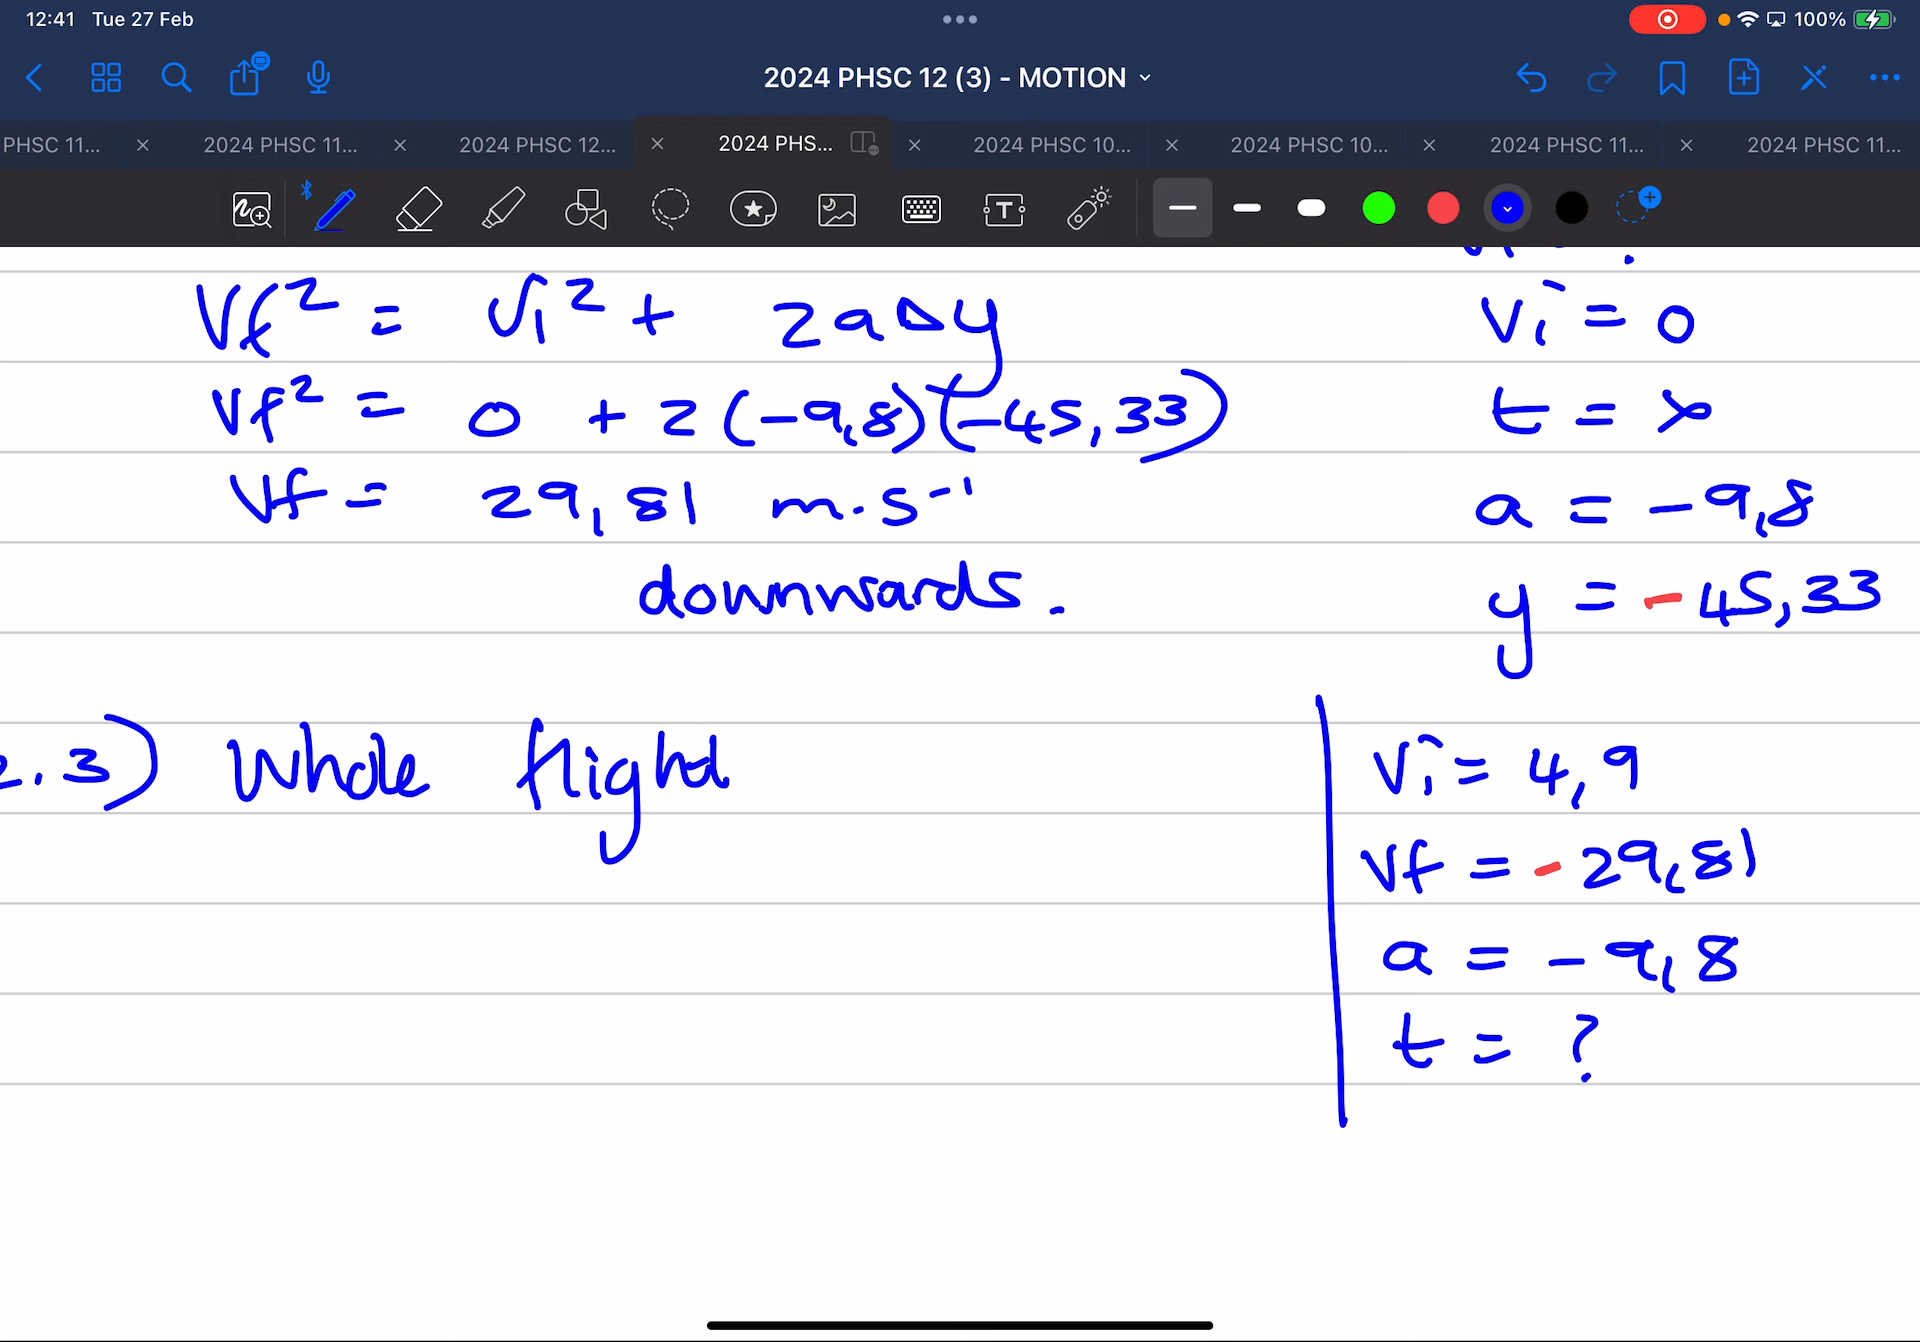 12:41 Tue 27 Feb
100%
2024 PHSC 12 (3) - MOTION
PHSC 11... 2024 PHSC 11... 2024 PHSC 12... 2024 PHS... 2024 PHSC 10... 2024 PHSC 10... 2024 PHSC 11... 2024 PHSC 11...
Vf² = Vi² + 2aΔy
Vf² = 0 + 2(-9,8)(-45,33)
Vf = 29,81 m·s⁻¹
downwards.
Vi = 0
t = x
a = -9,8
y = -45,33
2.3) Whole flight
Vi = 4,9
Vf = -29,81
a = -9,8
t = ?